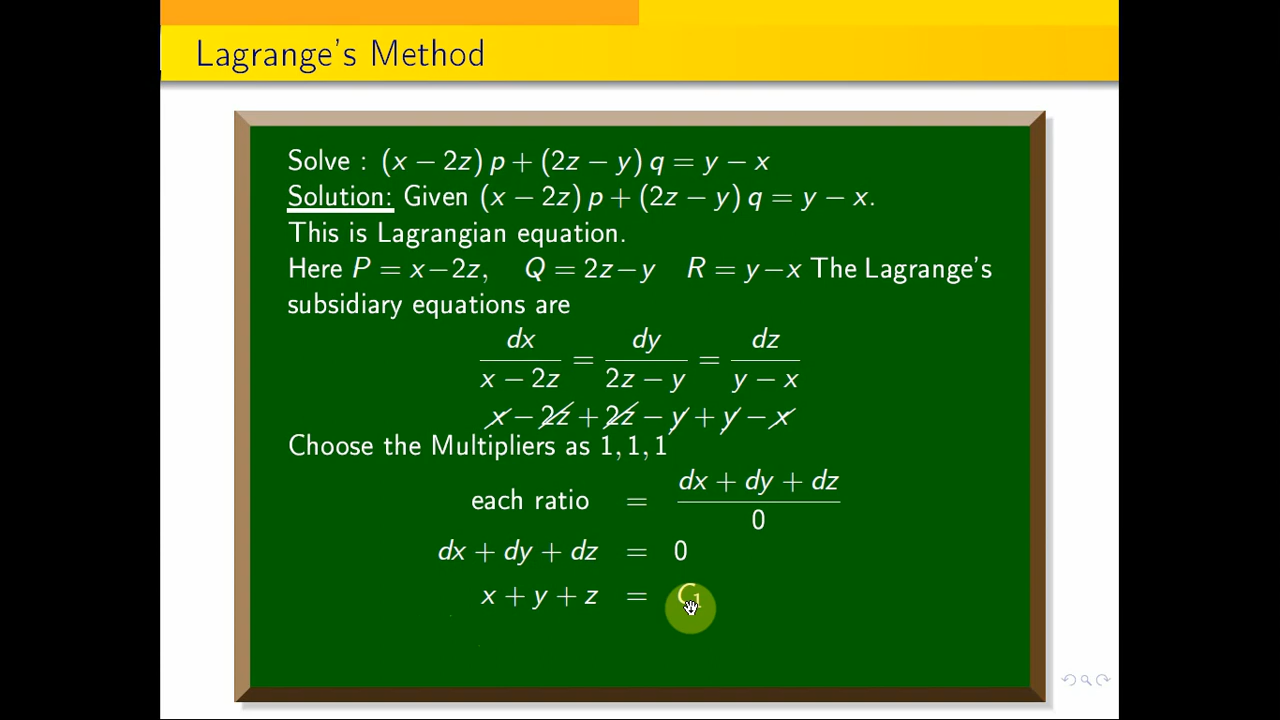 Lagrange's Method
Solve : (x − 2z) p + (2z − y) q = y − x
Solution: Given (x − 2z) p + (2z − y) q = y − x.
This is Lagrangian equation.
Here P = x−2z, Q = 2z−y R = y−x The Lagrange's
subsidiary equations are
dx/(x − 2z) = dy/(2z − y) = dz/(y − x)
x − 2z + 2z − y + y − x
Choose the Multipliers as 1, 1, 1
each ratio = (dx + dy + dz)/0
dx + dy + dz = 0
x + y + z = C₁